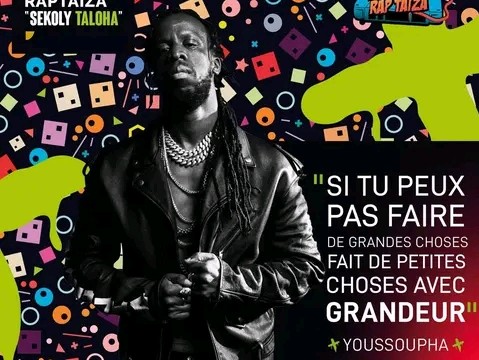 RAPTAIZA
"SEKOLY TALOHA"
RAPTAIZA
"SI TU PEUX
PAS FAIRE
DE GRANDES CHOSES
FAIT DE PETITES
CHOSES AVEC
GRANDEUR"
YOUSSOUPHA